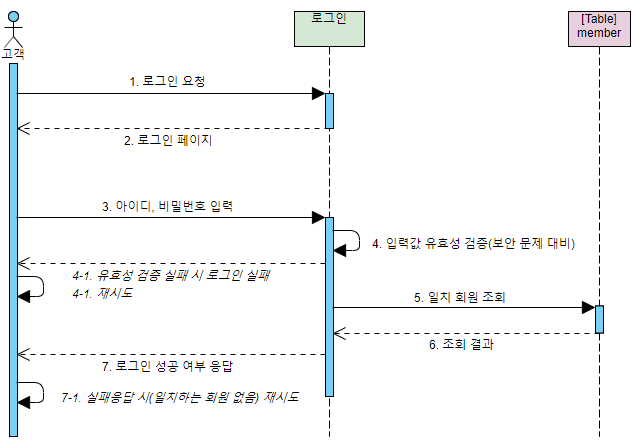 로그인
[Table]
member
고객
1. 로그인 요청
2. 로그인 페이지
3. 아이디, 비밀번호 입력
4. 입력값 유효성 검증(보안 문제 대비)
4-1. 유효성 검증 실패 시 로그인 실패
4-1. 재시도
5. 일치 회원 조회
6. 조회 결과
7. 로그인 성공 여부 응답
7-1. 실패응답 시(일치하는 회원 없음) 재시도